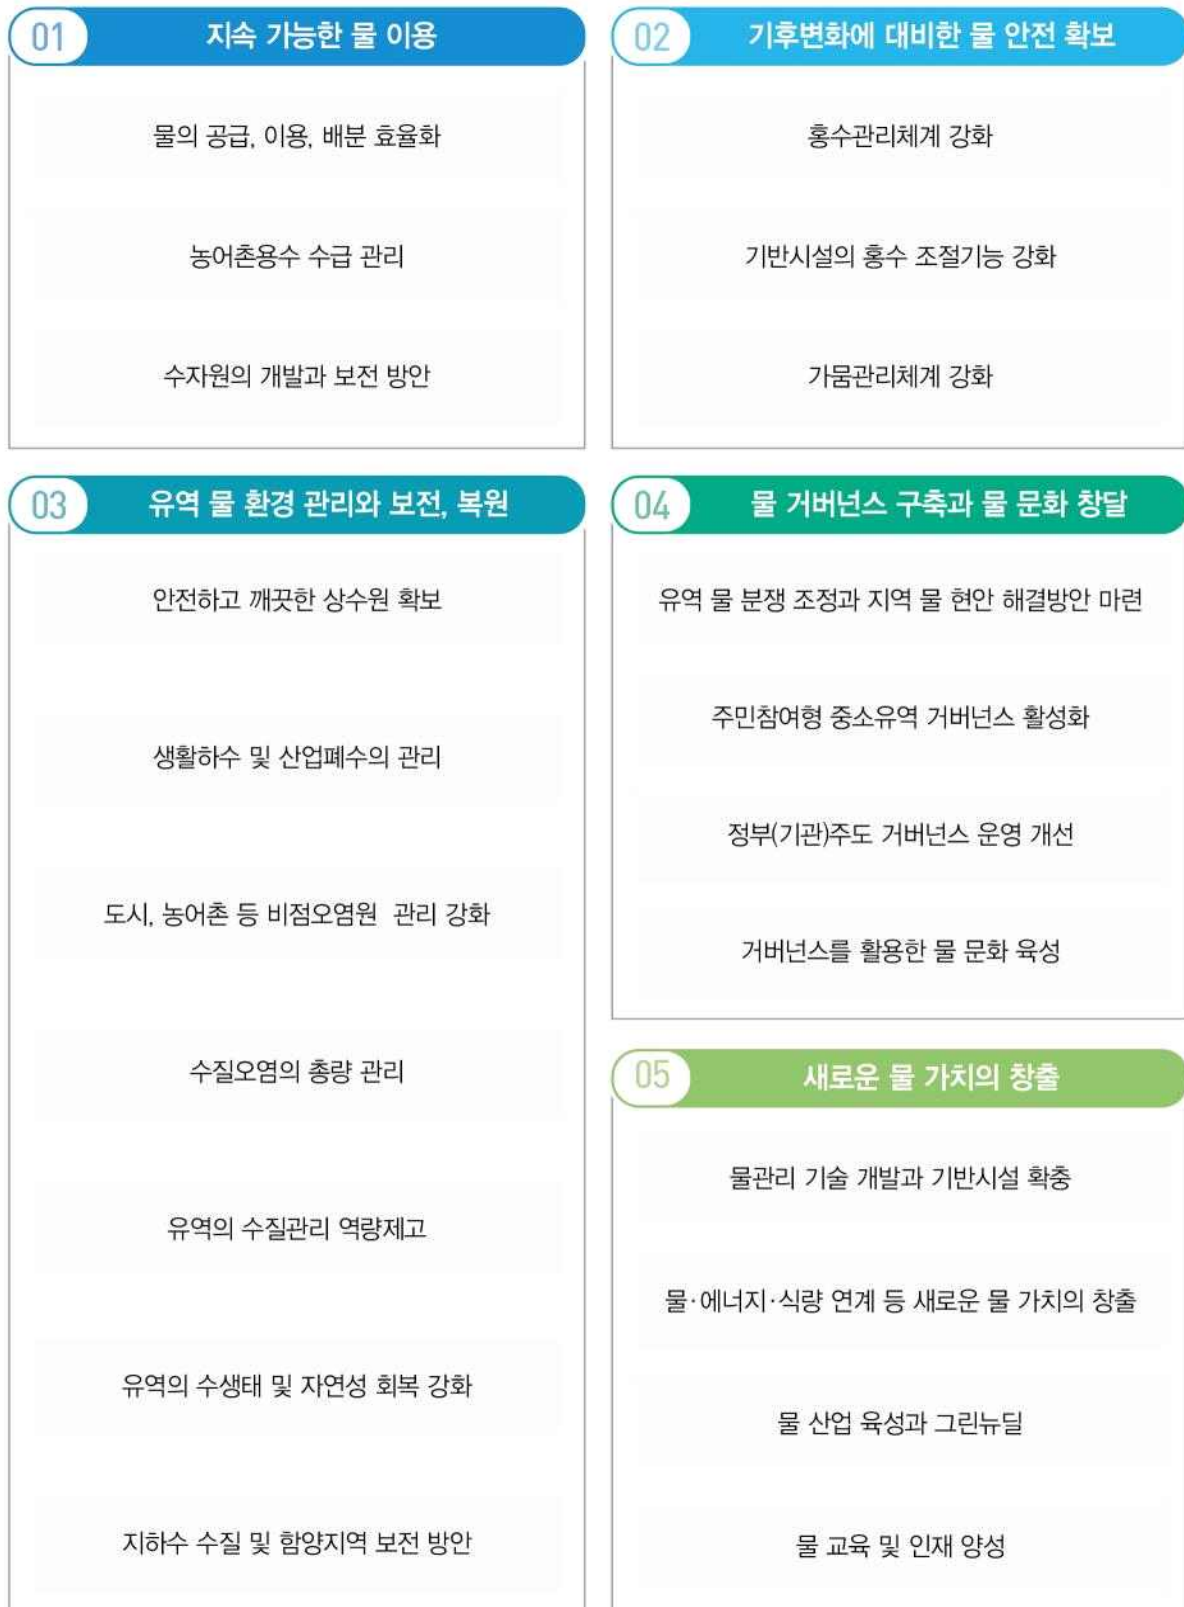 01 지속 가능한 물 이용
물의 공급, 이용, 배분 효율화
농어촌용수 수급 관리
수자원의 개발과 보전 방안
02 기후변화에 대비한 물 안전 확보
홍수관리체계 강화
기반시설의 홍수 조절기능 강화
가뭄관리체계 강화
03 유역 물 환경 관리와 보전, 복원
안전하고 깨끗한 상수원 확보
생활하수 및 산업폐수의 관리
도시, 농어촌 등 비점오염원 관리 강화
수질오염의 총량 관리
유역의 수질관리 역량제고
유역의 수생태 및 자연성 회복 강화
지하수 수질 및 함양지역 보전 방안
04 물 거버넌스 구축과 물 문화 창달
유역 물 분쟁 조정과 지역 물 현안 해결방안 마련
주민참여형 중소유역 거버넌스 활성화
정부(기관)주도 거버넌스 운영 개선
거버넌스를 활용한 물 문화 육성
05 새로운 물 가치의 창출
물관리 기술 개발과 기반시설 확충
물·에너지·식량 연계 등 새로운 물 가치의 창출
물 산업 육성과 그린뉴딜
물 교육 및 인재 양성